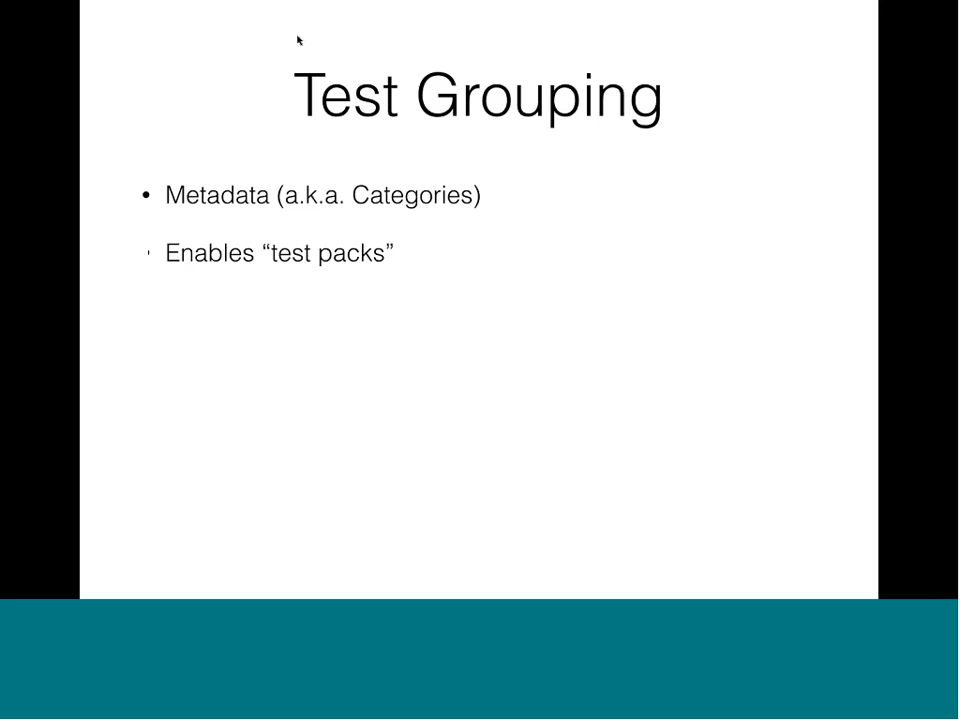 Test Grouping
• Metadata (a.k.a. Categories)
• Enables “test packs”